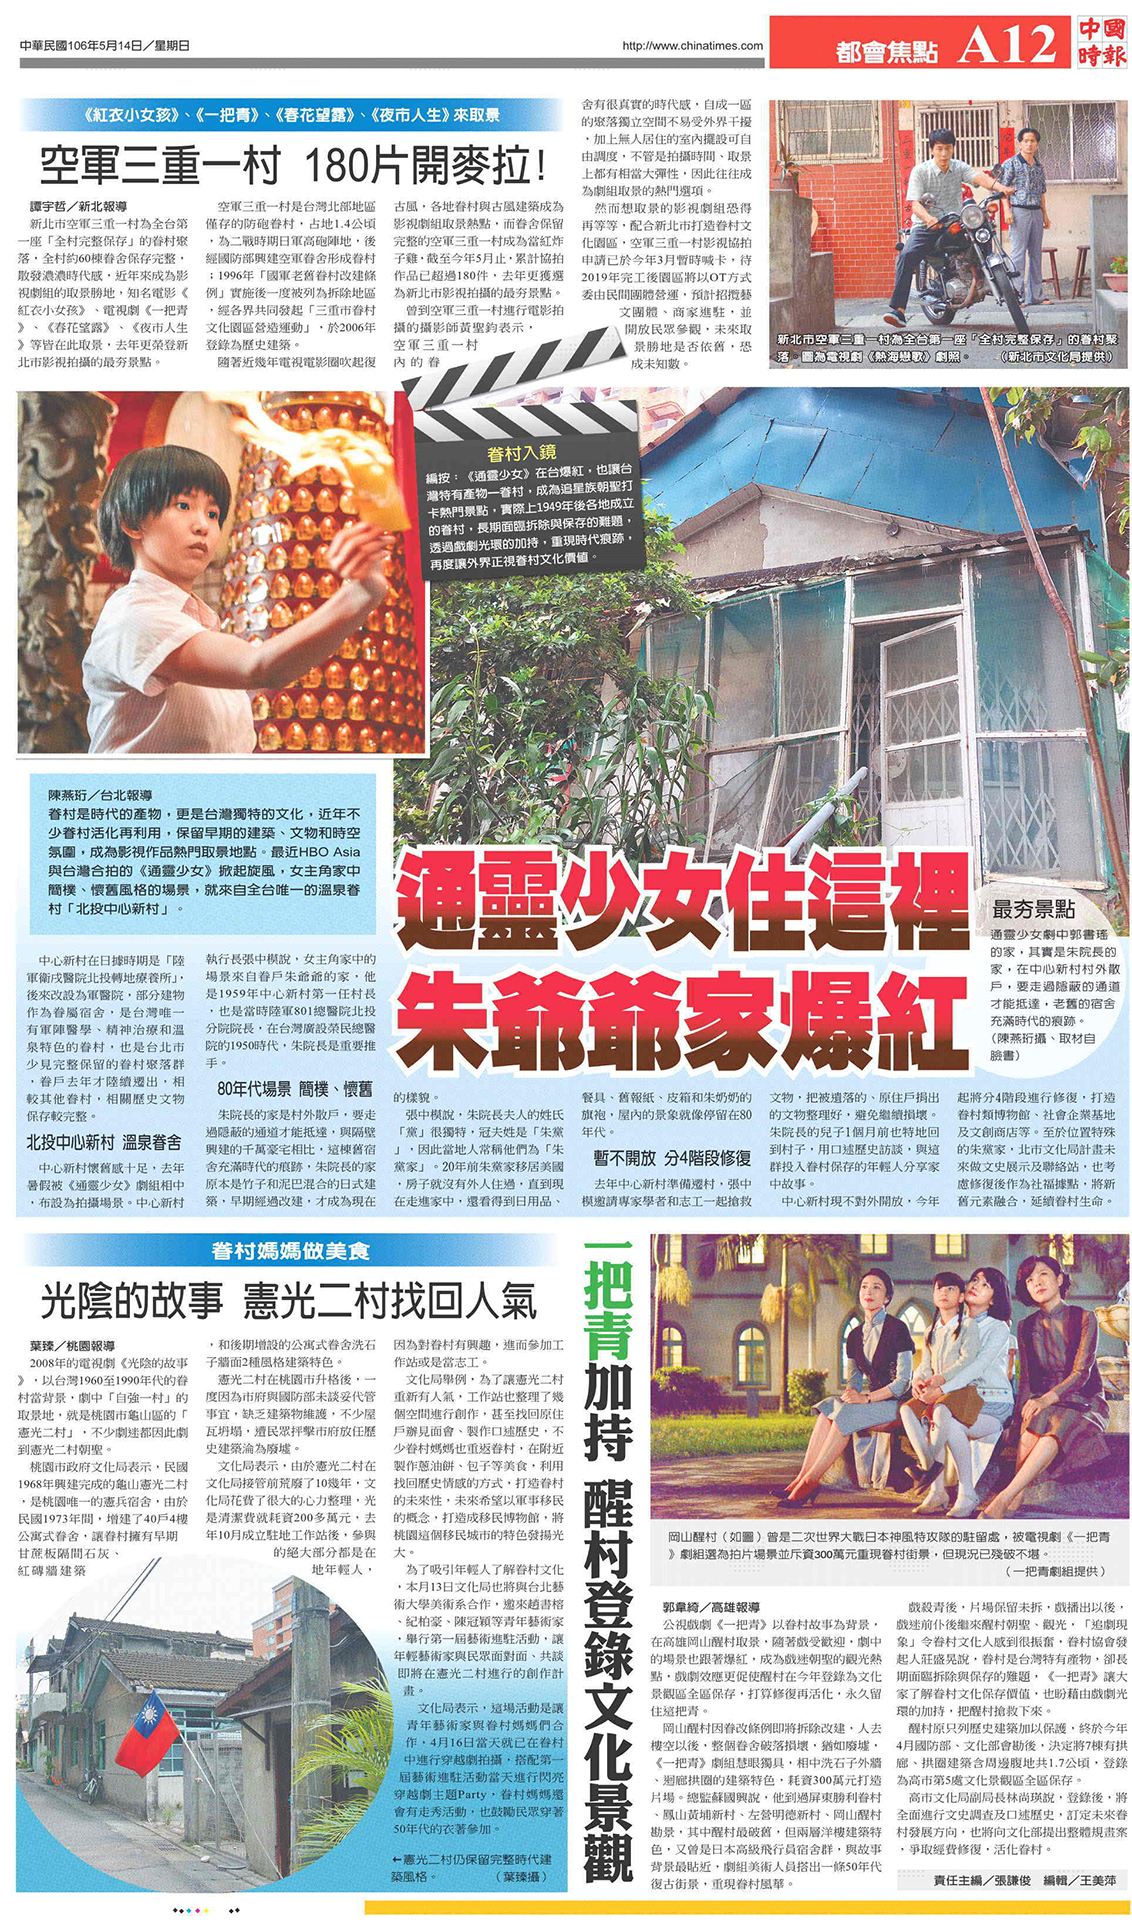 中華民國106年5月14日／星期日
http://www.chinatimes.com
都會焦點 A12
中國
時報
《紅衣小女孩》、《一把青》、《春花望露》、《夜市人生》來取景
空軍三重一村 180片開麥拉！
譚宇哲／新北報導
新北市空軍三重一村為全台第
一座「全村完整保存」的眷村聚
落，全村約60棟眷舍保存完整，
散發濃濃時代感，近年來成為影
視劇組的取景勝地，知名電影《
紅衣小女孩》、電視劇《一把青
》、《春花望露》、《夜市人生
》等皆在此取景，去年更榮登新
北市影視拍攝的最夯景點。
空軍三重一村是台灣北部地區
僅存的防砲眷村，占地1.4公頃
，為二戰時期日軍高砲陣地，後
經國防部興建空軍眷舍形成眷村
；1996年「國軍老舊眷村改建條
例」實施後一度被列為拆除地區
，經各界共同發起「三重市眷村
文化園區營造運動」，於2006年
登錄為歷史建築。
隨著近幾年電視電影圈吹起復
古風，各地眷村與古風建築成為
影視劇組取景熱點，而眷舍保留
完整的空軍三重一村成為當紅炸
子雞，截至今年5月止，累計協拍
作品已超過180件，去年更獲選
為新北市影視拍攝的最夯景點。
曾到空軍三重一村進行電影拍
攝的攝影師黃聖鈞表示，
空軍三重一村
內的眷
舍有很真實的時代感，自成一區
的聚落獨立空間不易受外界干擾
，加上無人居住的室內擺設可自
由調度，不管是拍攝時間、取景
上都有相當大彈性，因此往往成
為劇組取景的熱門選項。
然而想取景的影視劇組恐得
再等等，配合新北市打造眷村文
化園區，空軍三重一村影視協拍
申請已於今年3月暫時喊卡，待
2019年完工後園區將以OT方式
委由民間團體營運，預計招攬藝
文團體、商家進駐，並
開放民眾參觀，未來取
景勝地是否依舊，恐
成未知數。
新北市空軍三重一村為全台第一座「全村完整保存」的眷村聚
落。圖為電視劇《熱海戀歌》劇照。（新北市文化局提供）
眷村入鏡
編按：《通靈少女》在台爆紅，也讓台
灣特有產物－眷村，成為追星族朝聖打
卡熱門景點，實際上1949年後各地成立
的眷村，長期面臨拆除與保存的難題，
透過戲劇光環的加持，重現時代痕跡，
再度讓外界正視眷村文化價值。
陳燕珩／台北報導
眷村是時代的產物，更是台灣獨特的文化，近年不
少眷村活化再利用，保留早期的建築、文物和時空
氛圍，成為影視作品熱門取景地點。最近HBO Asia
與台灣合拍的《通靈少女》掀起旋風，女主角家中
簡樸、懷舊風格的場景，就來自全台唯一的溫泉眷
村「北投中心新村」。
通靈少女住這裡
朱爺爺家爆紅
最夯景點
通靈少女劇中郭書瑤
的家，其實是朱院長的
家，在中心新村村外散
戶，要走過隱蔽的通道
才能抵達，老舊的宿舍
充滿時代的痕跡。
（陳燕珩攝、取材自
臉書）
中心新村在日據時期是「陸
軍衛戍醫院北投轉地療養所」，
後來改設為軍醫院，部分建物
作為眷屬宿舍，是台灣唯一
有軍陣醫學、精神治療和溫
泉特色的眷村，也是台北市
少見完整保留的眷村聚落群
，眷戶去年才陸續遷出，相
較其他眷村，相關歷史文物
保存較完整。
北投中心新村 溫泉眷舍
中心新村懷舊感十足，去年
暑假被《通靈少女》劇組相中
，布設為拍攝場景。中心新村
執行長張中模說，女主角家中的
場景來自眷戶朱爺爺的家，他
是1959年中心新村第一任村長
，也是當時陸軍801總醫院北投
分院院長，在台灣廣設榮民總醫
院的1950時代，朱院長是重要推
手。
80年代場景 簡樸、懷舊
朱院長的家是村外散戶，要走
過隱蔽的通道才能抵達，與隔壁
興建的千萬豪宅相比，這棟舊宿
舍充滿時代的痕跡，朱院長的家
原本是竹子和泥巴混合的日式建
築，早期經過改建，才成為現在
的樣貌。
張中模說，朱院長夫人的姓氏
「黨」很獨特，冠夫姓是「朱黨
」，因此當地人常稱他們為「朱
黨家」。20年前朱黨家移居美國
，房子就沒有外人住過，直到現
在走進家中，還看得到日用品、
餐具、舊報紙、皮箱和朱奶奶的
旗袍，屋內的景象就像停留在80
年代。
暫不開放 分4階段修復
去年中心新村準備遷村，張中
模邀請專家學者和志工一起搶救
文物，把被遺落的、原住戶捐出
的文物整理好，避免繼續損壞。
朱院長的兒子1個月前也特地回
到村子，用口述歷史訪談，與這
群投入眷村保存的年輕人分享家
中故事。
中心新村現不對外開放，今年
起將分4階段進行修復，打造
眷村類博物館、社會企業基地
及文創商店等。至於位置特殊
的朱黨家，北市文化局計畫未
來做文史展示及聯絡站，也考
慮修復後作為社福據點，將新
舊元素融合，延續眷村生命。
眷村媽媽做美食
光陰的故事 憲光二村找回人氣
葉臻／桃園報導
2008年的電視劇《光陰的故事
》，以台灣1960至1990年代的眷
村當背景，劇中「自強一村」的
取景地，就是桃園市龜山區的「
憲光二村」，不少劇迷都因此劇
到憲光二村朝聖。
桃園市政府文化局表示，民國
1968年興建完成的龜山憲光二村
，是桃園唯一的憲兵宿舍，由於
民國1973年間，增建了40戶4樓
公寓式眷舍，讓眷村擁有早期
甘蔗板隔間石灰、
紅磚牆建築
，和後期增設的公寓式眷舍洗石
子牆面2種風格建築特色。
憲光二村在桃園市升格後，一
度因為市府與國防部未談妥代管
事宜，缺乏建築物維護，不少屋
瓦坍塌，遭民眾抨擊市府放任歷
史建築淪為廢墟。
文化局表示，由於憲光二村在
文化局接管前荒廢了10幾年，文
化局花費了很大的心力整理，光
是清潔費就耗資200多萬元，去
年10月成立駐地工作站後，參與
的絕大部分都是在
地年輕人，
因為對眷村有興趣，進而參加工
作站或是當志工。
文化局舉例，為了讓憲光二村
重新有人氣，工作站也整理了幾
個空間進行創作，甚至找回原住
戶辦見面會、製作口述歷史，不
少眷村媽媽也重返眷村，在附近
製作蔥油餅、包子等美食，利用
找回歷史情感的方式，打造眷村
的未來性，未來希望以軍事移民
的概念，打造成移民博物館，將
桃園這個移民城市的特色發揚光
大。
為了吸引年輕人了解眷村文化
，本月13日文化局也將與台北藝
術大學美術系合作，邀來趙書榕
、紀柏豪、陳冠穎等青年藝術家
，舉行第一屆藝術進駐活動，讓
年輕藝術家與民眾面對面、共談
即將在憲光二村進行的創作計
畫。
文化局表示，這場活動是讓
青年藝術家與眷村媽媽們合
作，4月16日當天就已在眷村
中進行穿越劇拍攝，搭配第一
屆藝術進駐活動當天進行閃亮
穿越劇主題Party，眷村媽媽還
會有走秀活動，也鼓勵民眾穿著
50年代的衣著參加。
←憲光二村仍保留完整時代建
築風格。（葉臻攝）
一把青加持 醒村登錄文化景觀
岡山醒村（如圖）曾是二次世界大戰日本神風特攻隊的駐留處，被電視劇《一把青
》劇組選為拍片場景並斥資300萬元重現眷村街景，但現況已殘破不堪。
（一把青劇組提供）
郭韋綺／高雄報導
公視戲劇《一把青》以眷村故事為背景，
在高雄岡山醒村取景，隨著戲受歡迎，劇中
的場景也跟著爆紅，成為戲迷朝聖的觀光熱
點，戲劇效應更促使醒村在今年登錄為文化
景觀區全區保存，打算修復再活化，永久留
住這把青。
岡山醒村因眷改條例即將拆除改建，人去
樓空以後，整個眷舍破落損壞，猶如廢墟，
《一把青》劇組慧眼獨具，相中洗石子外牆
、迴廊拱圈的建築特色，耗資300萬元打造
片場。總監蘇國興說，他到過屏東勝利眷村
、鳳山黃埔新村、左營明德新村、岡山醒村
勘景，其中醒村最破舊，但兩層洋樓建築特
色，又曾是日本高級飛行員宿舍群，與故事
背景最貼近，劇組美術人員搭出一條50年代
復古街景，重現眷村風華。
戲殺青後，片場保留未拆，戲播出以後，
戲迷前仆後繼來醒村朝聖、觀光，「追劇現
象」令眷村文化人感到很振奮，眷村協會發
起人莊盛晃說，眷村是台灣特有產物，卻長
期面臨拆除與保存的難題，《一把青》讓大
家了解眷村文化保存價值，也盼藉由戲劇光
環的加持，把醒村搶救下來。
醒村原只列歷史建築加以保護，終於今年
4月國防部、文化部會勘後，決定將7棟有拱
廊、拱圈建築含周邊腹地共1.7公頃，登錄
為高市第5處文化景觀區全區保存。
高市文化局副局長林尚瑛說，登錄後，將
全面進行文史調查及口述歷史，訂定未來眷
村發展方向，也將向文化部提出整體規畫案
，爭取經費修復，活化眷村。
責任主編／張謙俊 編輯／王美萍